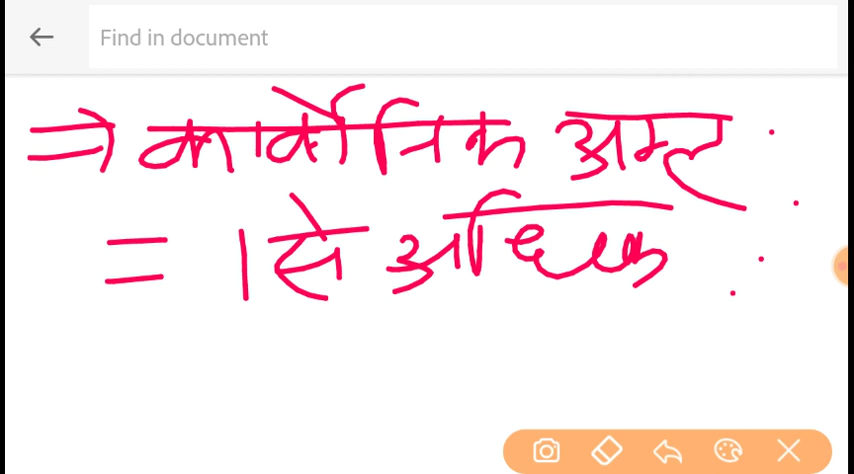 Find in document
⇒ कार्बोनिक अम्ल
= 1 से अधिक